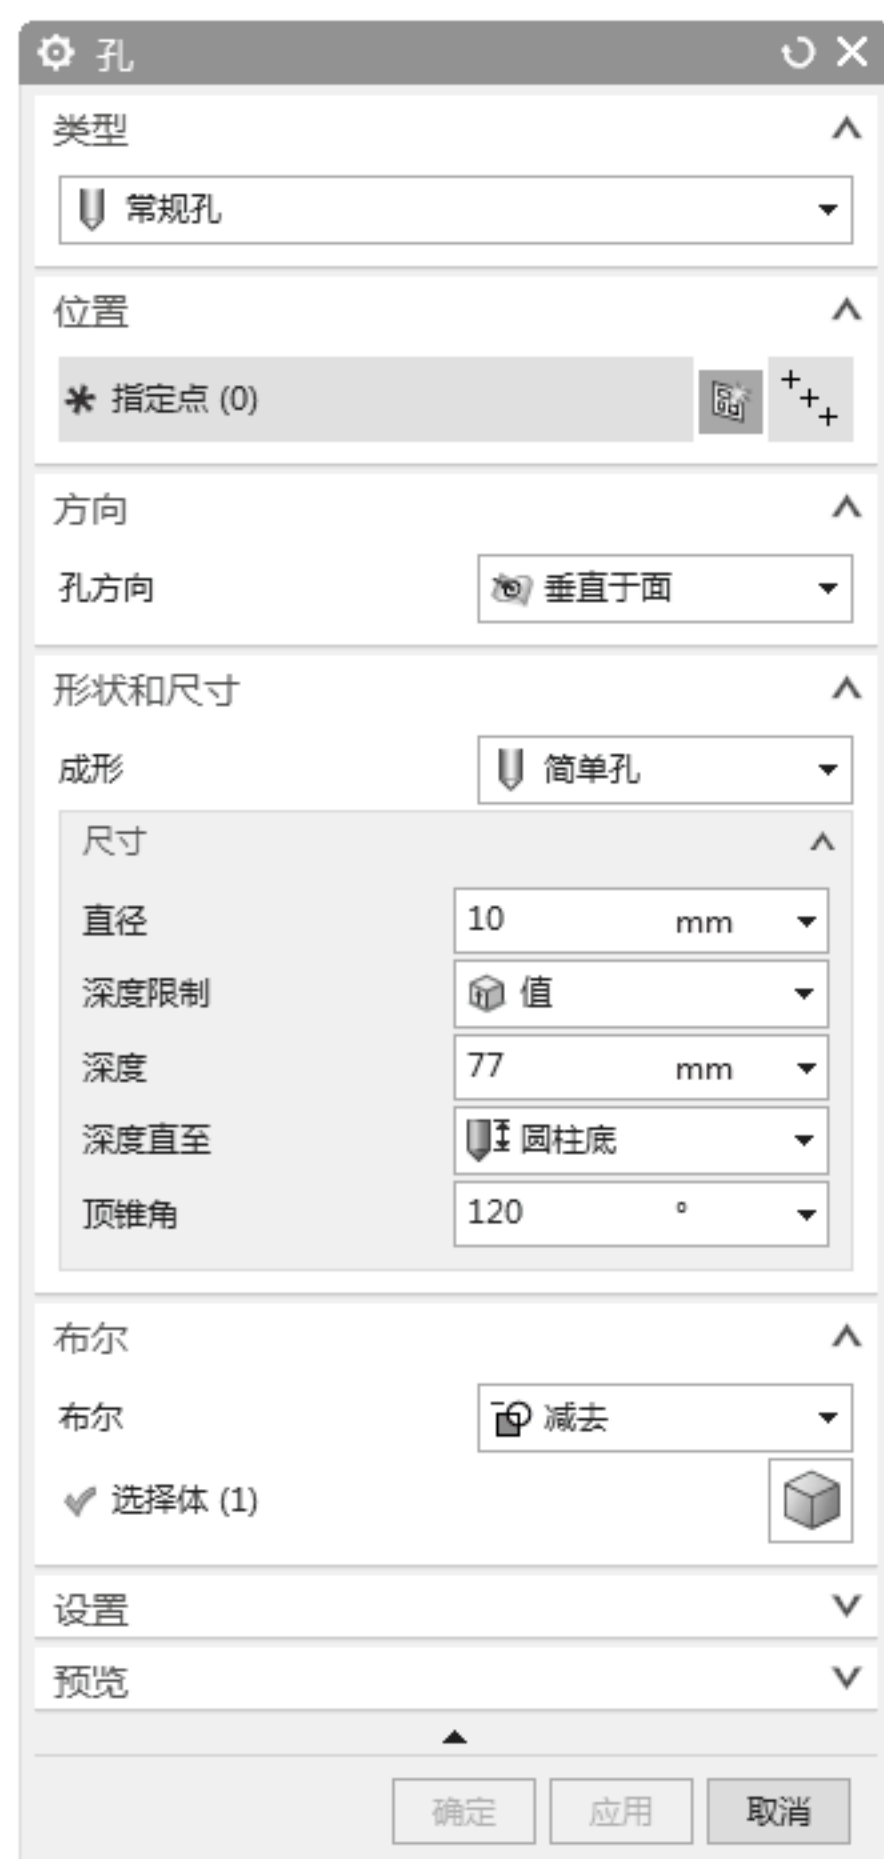 孔
类型
常规孔
位置
指定点 (0)
方向
孔方向 垂直于面
形状和尺寸
成形 简单孔
尺寸
直径 10 mm
深度限制 值
深度 77 mm
深度直至 圆柱底
顶锥角 120 °
布尔
布尔 减去
选择体 (1)
设置
预览
确定 应用 取消